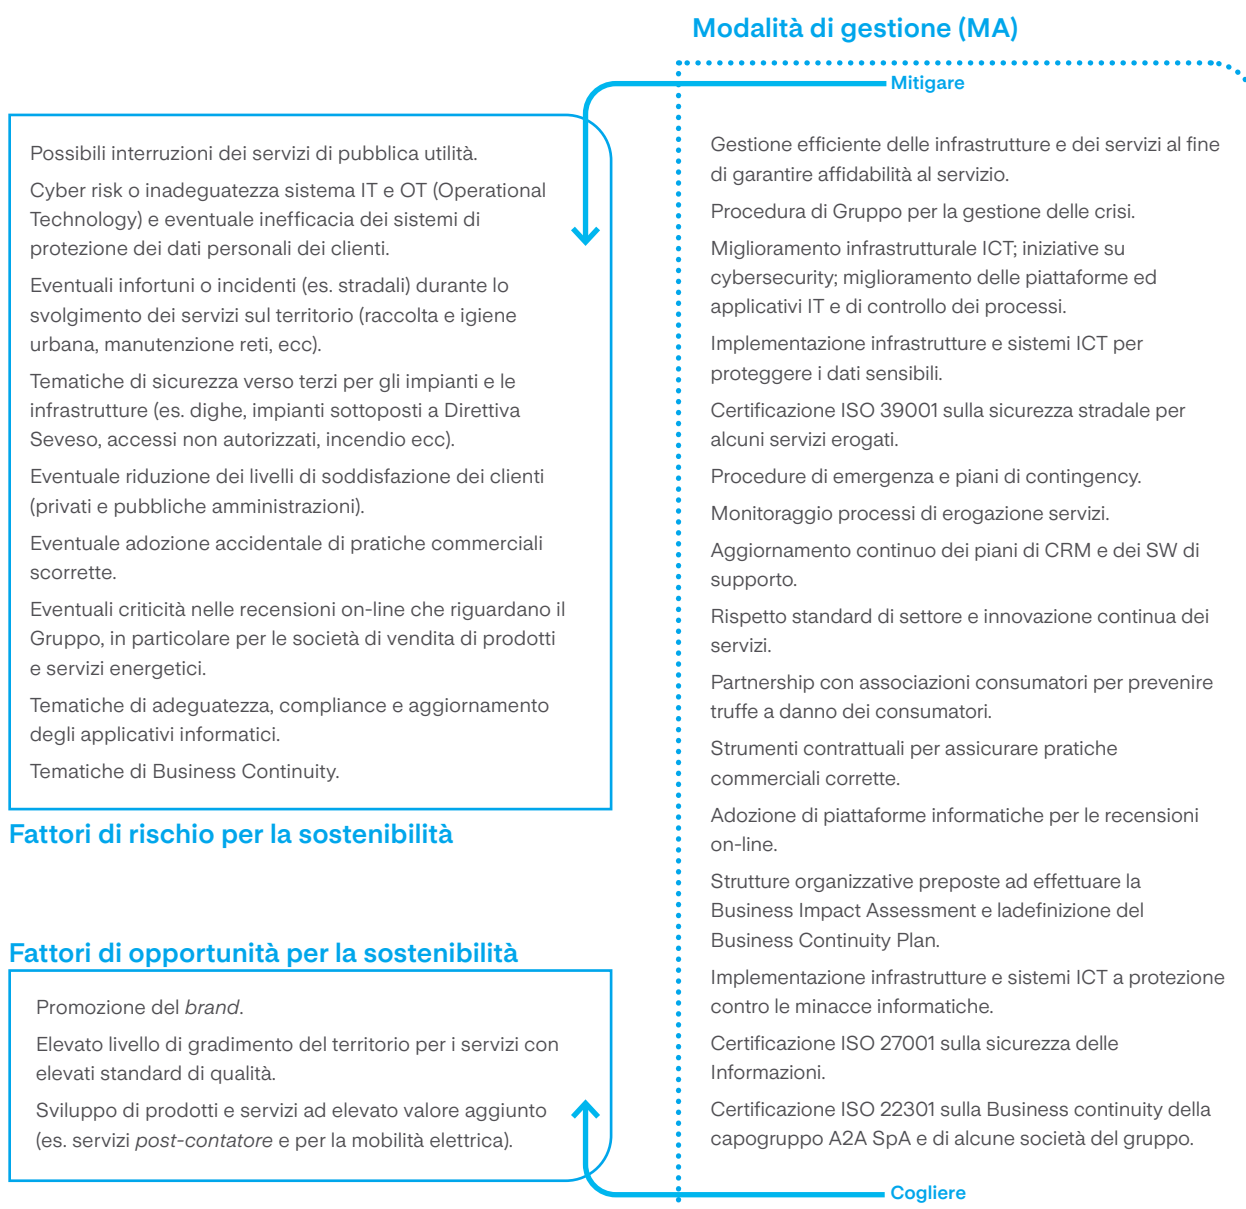 Modalità di gestione (MA)
Mitigare
Possibili interruzioni dei servizi di pubblica utilità.
Cyber risk o inadeguatezza sistema IT e OT (Operational
Technology) e eventuale inefficacia dei sistemi di
protezione dei dati personali dei clienti.
Eventuali infortuni o incidenti (es. stradali) durante lo
svolgimento dei servizi sul territorio (raccolta e igiene
urbana, manutenzione reti, ecc).
Tematiche di sicurezza verso terzi per gli impianti e le
infrastrutture (es. dighe, impianti sottoposti a Direttiva
Seveso, accessi non autorizzati, incendio ecc).
Eventuale riduzione dei livelli di soddisfazione dei clienti
(privati e pubbliche amministrazioni).
Eventuale adozione accidentale di pratiche commerciali
scorrette.
Eventuali criticità nelle recensioni on-line che riguardano il
Gruppo, in particolare per le società di vendita di prodotti
e servizi energetici.
Tematiche di adeguatezza, compliance e aggiornamento
degli applicativi informatici.
Tematiche di Business Continuity.
Fattori di rischio per la sostenibilità
Fattori di opportunità per la sostenibilità
Promozione del brand.
Elevato livello di gradimento del territorio per i servizi con
elevati standard di qualità.
Sviluppo di prodotti e servizi ad elevato valore aggiunto
(es. servizi post-contatore e per la mobilità elettrica).
Gestione efficiente delle infrastrutture e dei servizi al fine
di garantire affidabilità al servizio.
Procedura di Gruppo per la gestione delle crisi.
Miglioramento infrastrutturale ICT; iniziative su
cybersecurity; miglioramento delle piattaforme ed
applicativi IT e di controllo dei processi.
Implementazione infrastrutture e sistemi ICT per
proteggere i dati sensibili.
Certificazione ISO 39001 sulla sicurezza stradale per
alcuni servizi erogati.
Procedure di emergenza e piani di contingency.
Monitoraggio processi di erogazione servizi.
Aggiornamento continuo dei piani di CRM e dei SW di
supporto.
Rispetto standard di settore e innovazione continua dei
servizi.
Partnership con associazioni consumatori per prevenire
truffe a danno dei consumatori.
Strumenti contrattuali per assicurare pratiche
commerciali corrette.
Adozione di piattaforme informatiche per le recensioni
on-line.
Strutture organizzative preposte ad effettuare la
Business Impact Assessment e ladefinizione del
Business Continuity Plan.
Implementazione infrastrutture e sistemi ICT a protezione
contro le minacce informatiche.
Certificazione ISO 27001 sulla sicurezza delle
Informazioni.
Certificazione ISO 22301 sulla Business continuity della
capogruppo A2A SpA e di alcune società del gruppo.
Cogliere